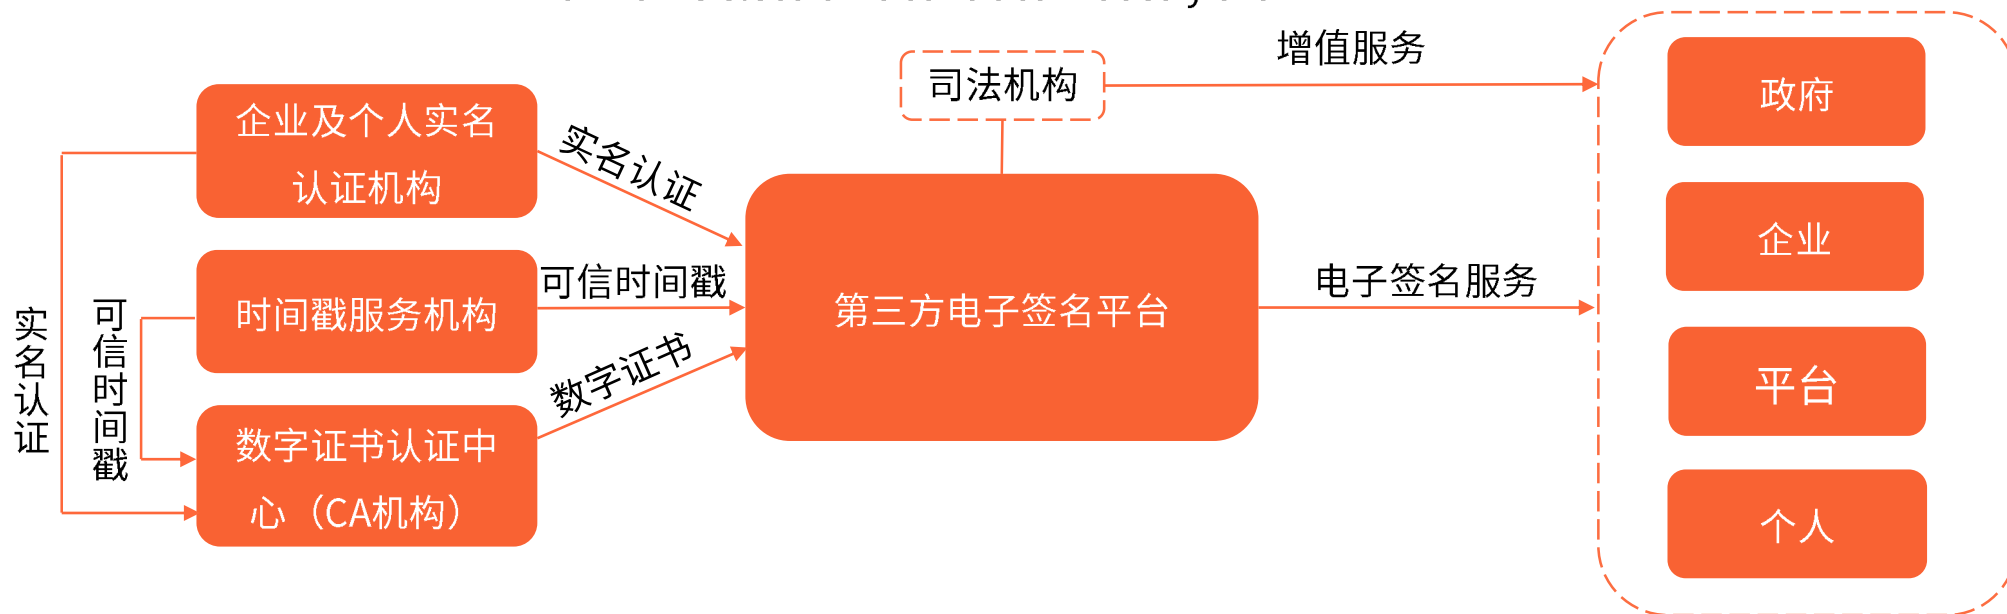 增值服务
司法机构
政府
企业及个人实名
认证机构
实名认证
企业
可信时间戳
电子签名服务
时间戳服务机构
第三方电子签名平台
实名认证
可信时间戳
平台
数字证书
数字证书认证中
心（CA机构）
个人